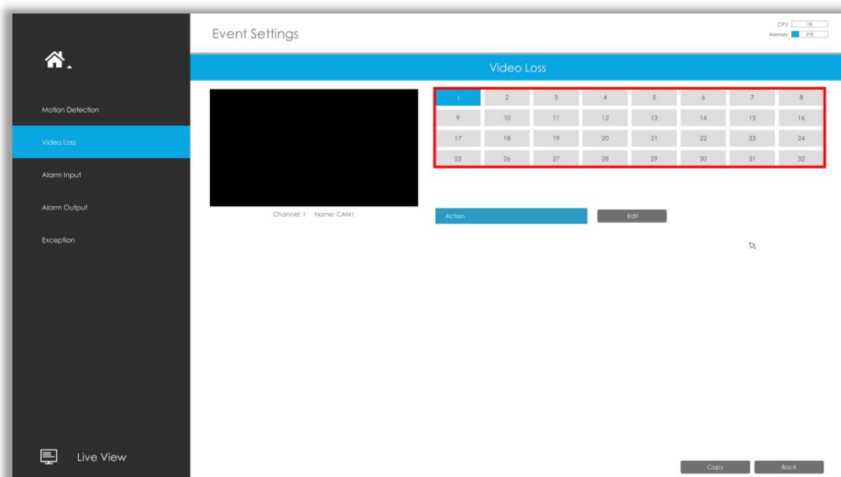 Event Settings
CPU 1%
Memory 21%
Video Loss
Motion Detection
Video Loss
Alarm Input
Alarm Output
Exception
Live View
1 2 3 4 5 6 7 8
9 10 11 12 13 14 15 16
17 18 19 20 21 22 23 24
25 26 27 28 29 30 31 32
Channel: 1 Name: CAM1
Action Edit
Copy Back